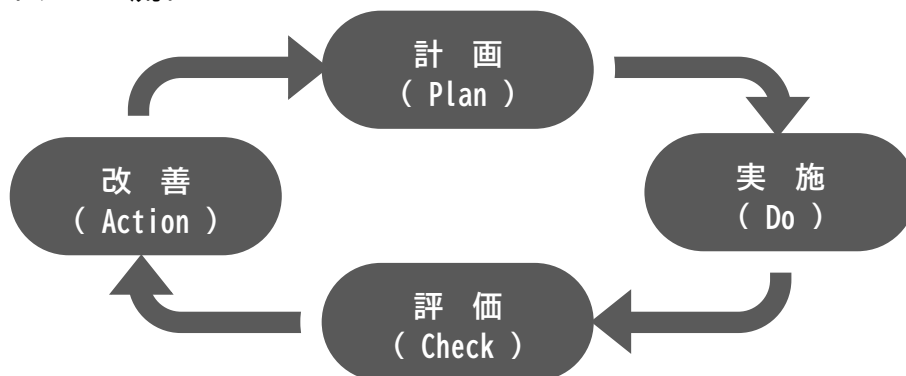 計 画
( Plan )
実 施
( Do )
評 価
( Check )
改 善
( Action )